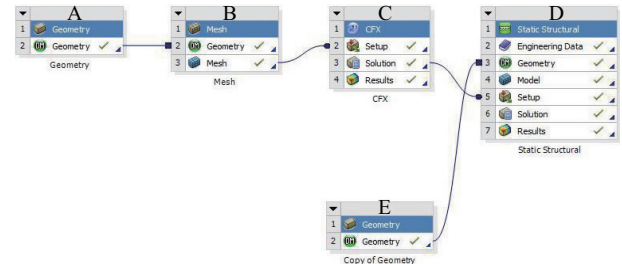 A
1 Geometry
2 Geometry
Geometry
B
1 Mesh
2 Geometry
3 Mesh
Mesh
C
1 CFX
2 Setup
3 Solution
4 Results
CFX
D
1 Static Structural
2 Engineering Data
3 Geometry
4 Model
5 Setup
6 Solution
7 Results
Static Structural
E
1 Geometry
2 Geometry
Copy of Geometry